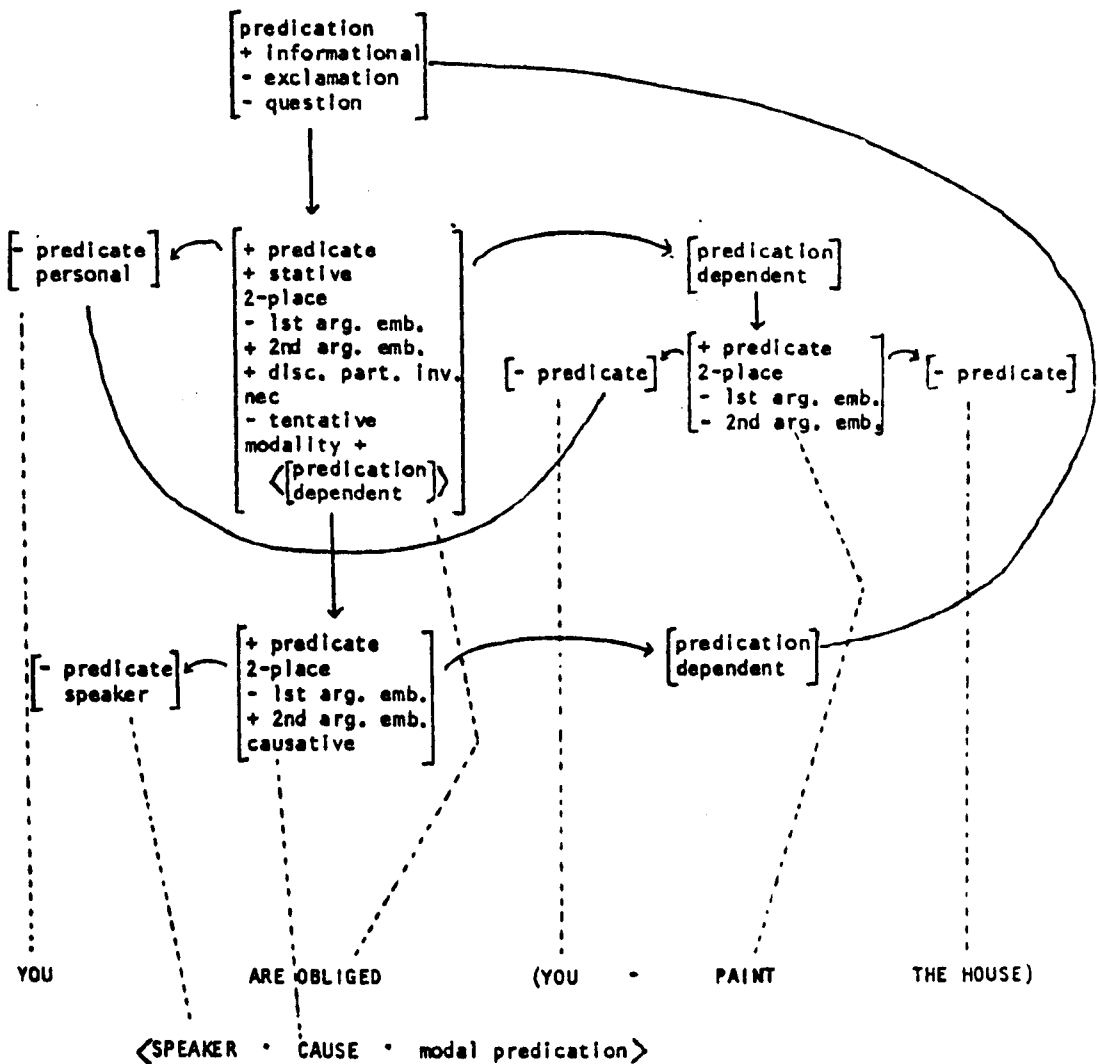 predication
+ informational
- exclamation
- question
- predicate
personal
+ predicate
+ stative
2-place
- 1st arg. emb.
+ 2nd arg. emb.
+ disc. part. inv.
nec
- tentative
modality +
<[predication
dependent]>
[predication
dependent]
[- predicate]
+ predicate
2-place
- 1st arg. emb.
- 2nd arg. emb.
[- predicate]
- predicate
speaker
+ predicate
2-place
- 1st arg. emb.
+ 2nd arg. emb.
causative
predication
dependent
YOU ARE OBLIGED (YOU - PAINT THE HOUSE)
<SPEAKER · CAUSE · modal predication>